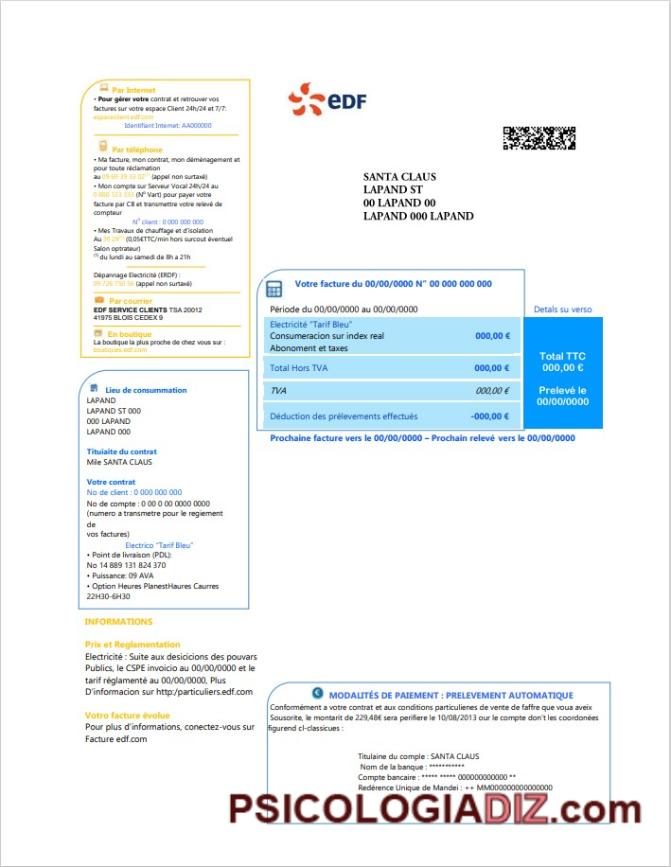 Par Internet
• Pour gérer votre contrat et retrouver vos
factures sur votre espace Client 24h/24 et 7/7:
espaceclient.edf.com
Identifiant Internet: AA000000
Par téléphone
• Ma facture, mon contrat, mon déménagement et
pour toute réclamation
au 09 69 39 33 02⁽¹⁾ (appel non surtaxé)
• Mon compte sur Serveur Vocal 24h/24 au
0 800 123 333 (N° Vart) pour payer votre
facture par CB et transmettre votre relevé de
compteur
N° client : 0 000 000 000
• Mes Travaux de chauffage et d'isolation
Au 39 29⁽¹⁾ (0,05€TTC/min hors surcout éventuel
Salon optrateur)
⁽¹⁾ du lundi au samedi de 8h a 21h
Dépannage Electricité (ERDF) :
09 726 750 56 (appel non surtaxé)
Par courrier
EDF SERVICE CLIENTS TSA 20012
41975 BLOIS CEDEX 9
En boutique
La boutique la plus proche de chez vous sur :
boutiques.edf.com
eDF
SANTA CLAUS
LAPAND ST
00 LAPAND 00
LAPAND 000 LAPAND
Votre facture du 00/00/0000 N" 00 000 000 000
Période du 00/00/0000 au 00/00/0000
Detals su verso
Electricité "Tarif Bleu"
Consumeracion sur index real 000,00 €
Abonoment et taxes
Total Hors TVA 000,00 €
TVA 000,00 €
Déduction des prélevements effectués -000,00 €
Total TTC
000,00 €
Prelevé le
00/00/0000
Prochaine facture vers le 00/00/0000 – Prochain relevé vers le 00/00/0000
Lieu de consummation
LAPAND
LAPAND ST 000
000 LAPAND
LAPAND 000
Tituiaite du contrat
Mile SANTA CLAUS
Votre contrat
No de client : 0 000 000 000
No de compte : 0 00 0 00 0000 0000
(numero a transmetre pour le regiement
de
vos factures)
Electrico "Tarif Bleu"
• Point de livraison (PDL):
No 14 889 131 824 370
• Puissance: 09 AVA
• Option Heures PlanestHaures Caurres
22H30-6H30
INFORMATIONS
Prix et Reglamentation
Electricité : Suite aux desicicions des pouvars
Publics, le CSPE invoicio au 00/00/0000 et le
tarif réglamenté au 00/00/0000, Plus
D'informacion sur http:/particuliers.edf.com
Votro facture évolue
Pour plus d'informations, conectez-vous sur
Facture edf.com
MODALITÉS DE PAIEMENT : PRELEVEMENT AUTOMATIQUE
Conformément a votre contrat et aux conditions particulienes de vente de faffre que voua aveix
Sousorite, le montarit de 229,48€ sera perifiere le 10/08/2013 our le compte don't les coordonées
figurend cl-classicues :
Titulaine du compte : SANTA CLAUS
Nom de la banque : ***********
Compte bancaire : ***** ***** 000000000000 **
Redérence Unique de Mandei : ++ MM000000000000000
PSICOLOGIADIZ.com